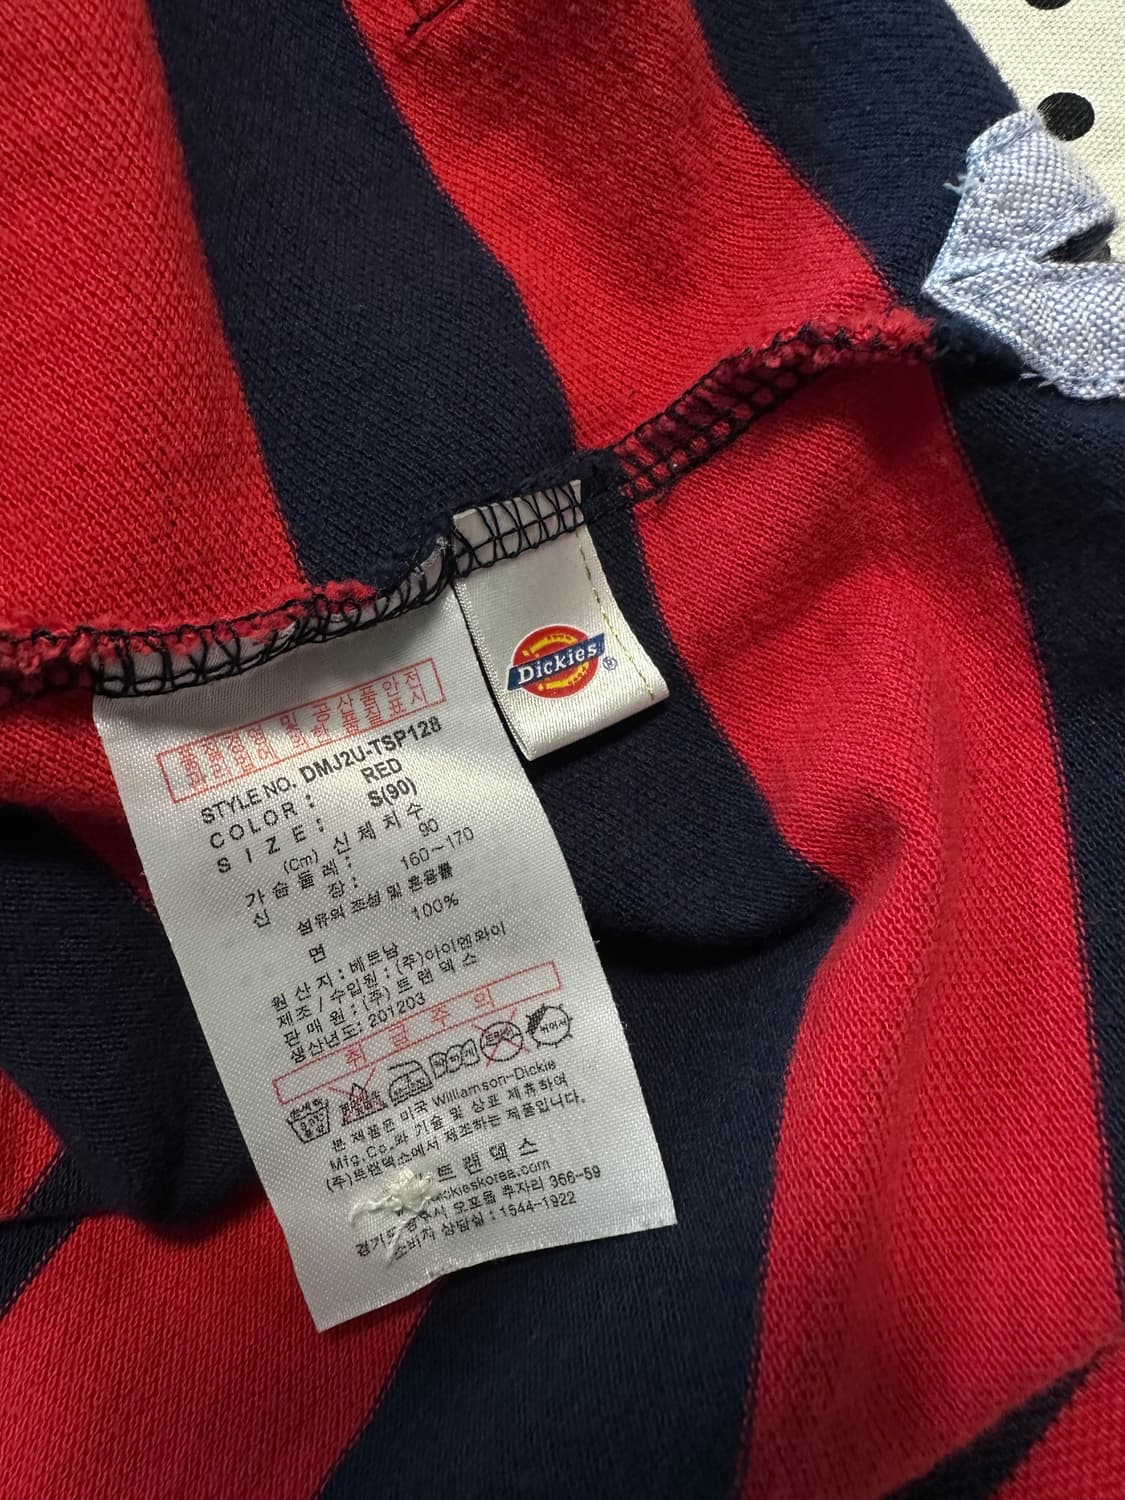 Dickies®
품질경영 및 공산품안전
관리법에 의한 품질표시
STYLE NO. DMJ2U-TSP128
COLOR : RED
SIZE : S(90)
(Cm) 신체치수
가슴둘레: 90
신 장: 160~170
섬유의 조성 및 혼용률
면 100%
원산지:베트남
제조/수입원:(주)아이엔와이
판매원:(주)트랜덱스
생산년도:201203
취급주의
본 제품은 미국 Williamson-Dickie
Mfg.Co.와 기술 및 상표 제휴하여
(주)트랜덱스에서 제조하는 제품입니다.
트랜덱스
ickieskorea.com
경기도 광주시 오포읍 추자리 366-59
소비자 상담실:1544-1922